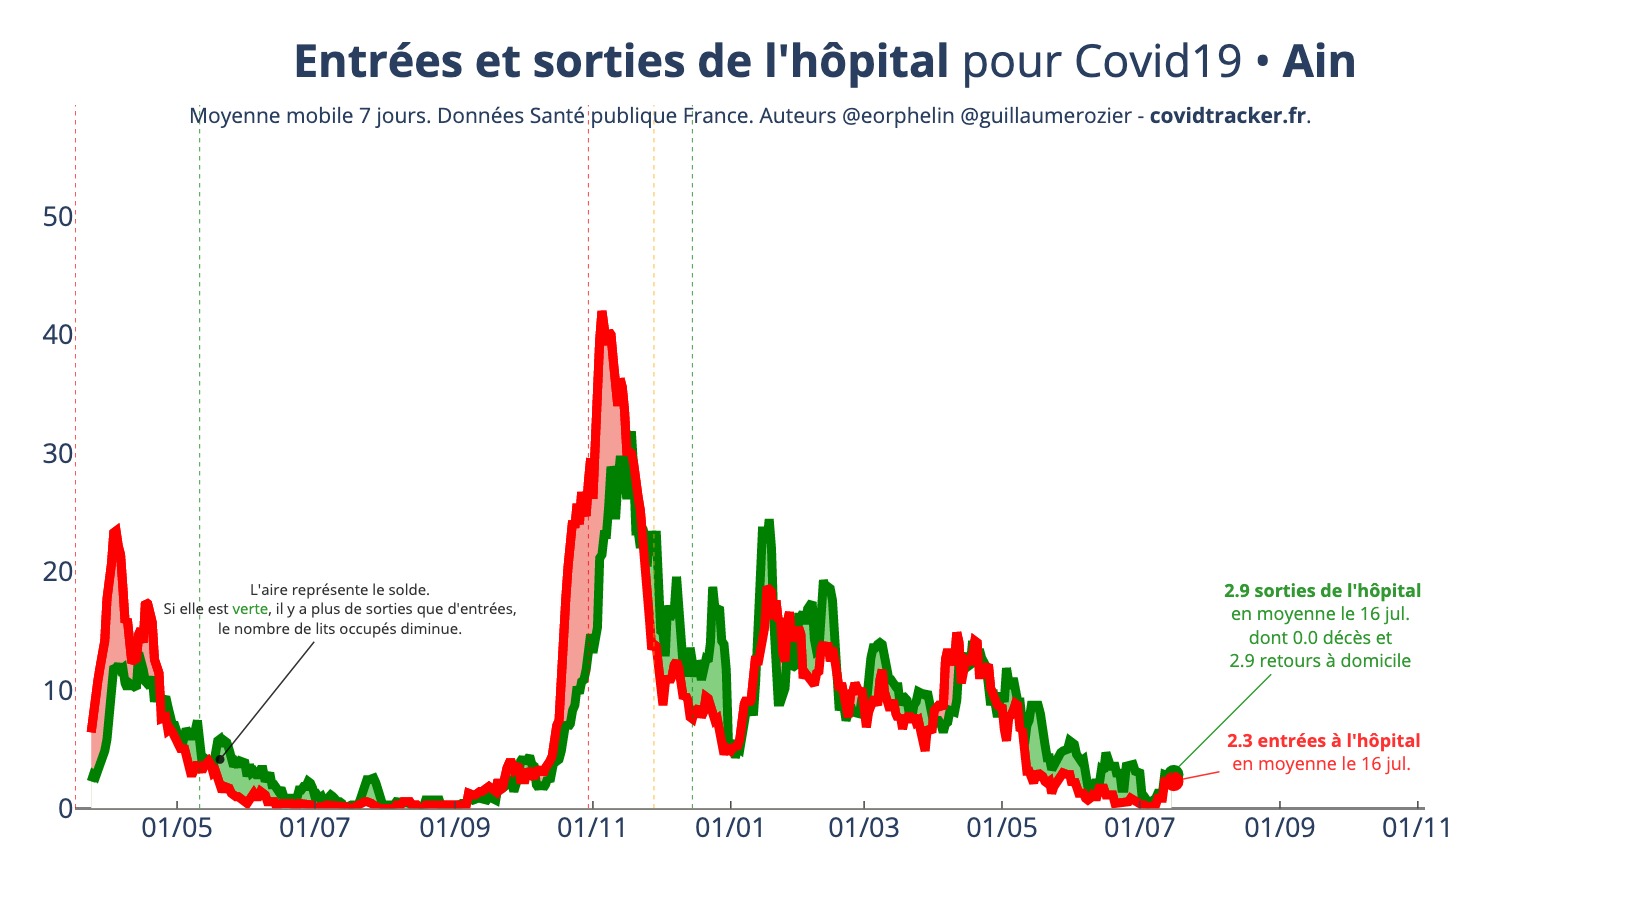 Entrées et sorties de l'hôpital pour Covid19 • Ain
Moyenne mobile 7 jours. Données Santé publique France. Auteurs @eorphelin @guillaumerozier - covidtracker.fr.
50
40
30
20
10
0
L'aire représente le solde.
Si elle est verte, il y a plus de sorties que d'entrées,
le nombre de lits occupés diminue.
2.9 sorties de l'hôpital
en moyenne le 16 jul.
dont 0.0 décès et
2.9 retours à domicile
2.3 entrées à l'hôpital
en moyenne le 16 jul.
01/05 01/07 01/09 01/11 01/01 01/03 01/05 01/07 01/09 01/11